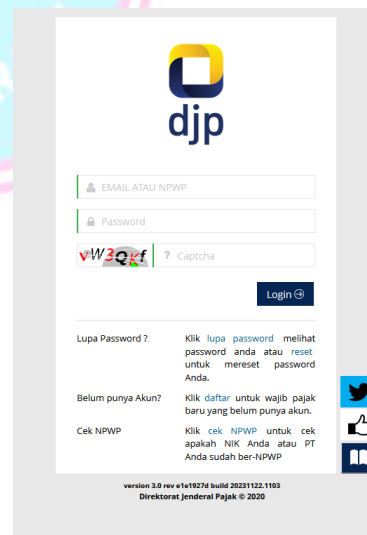 djp
EMAIL ATAU NPWP
Password
vW3QKf ? Captcha
Login
Lupa Password ? Klik lupa password melihat
password anda atau reset
untuk mereset password
Anda.
Belum punya Akun? Klik daftar untuk wajib pajak
baru yang belum punya akun.
Cek NPWP Klik cek NPWP untuk cek
apakah NIK Anda atau PT
Anda sudah ber-NPWP
version 3.0 rev e1e1927d build 20231122.1103
Direktorat Jenderal Pajak © 2020